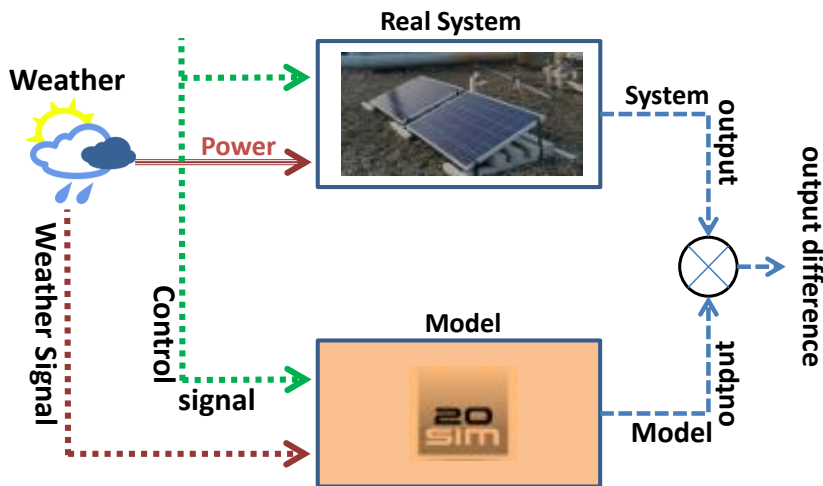 Real System
Weather
System
output
Power
output difference
Weather Signal
Control
signal
Model
20
SIM
Model
output